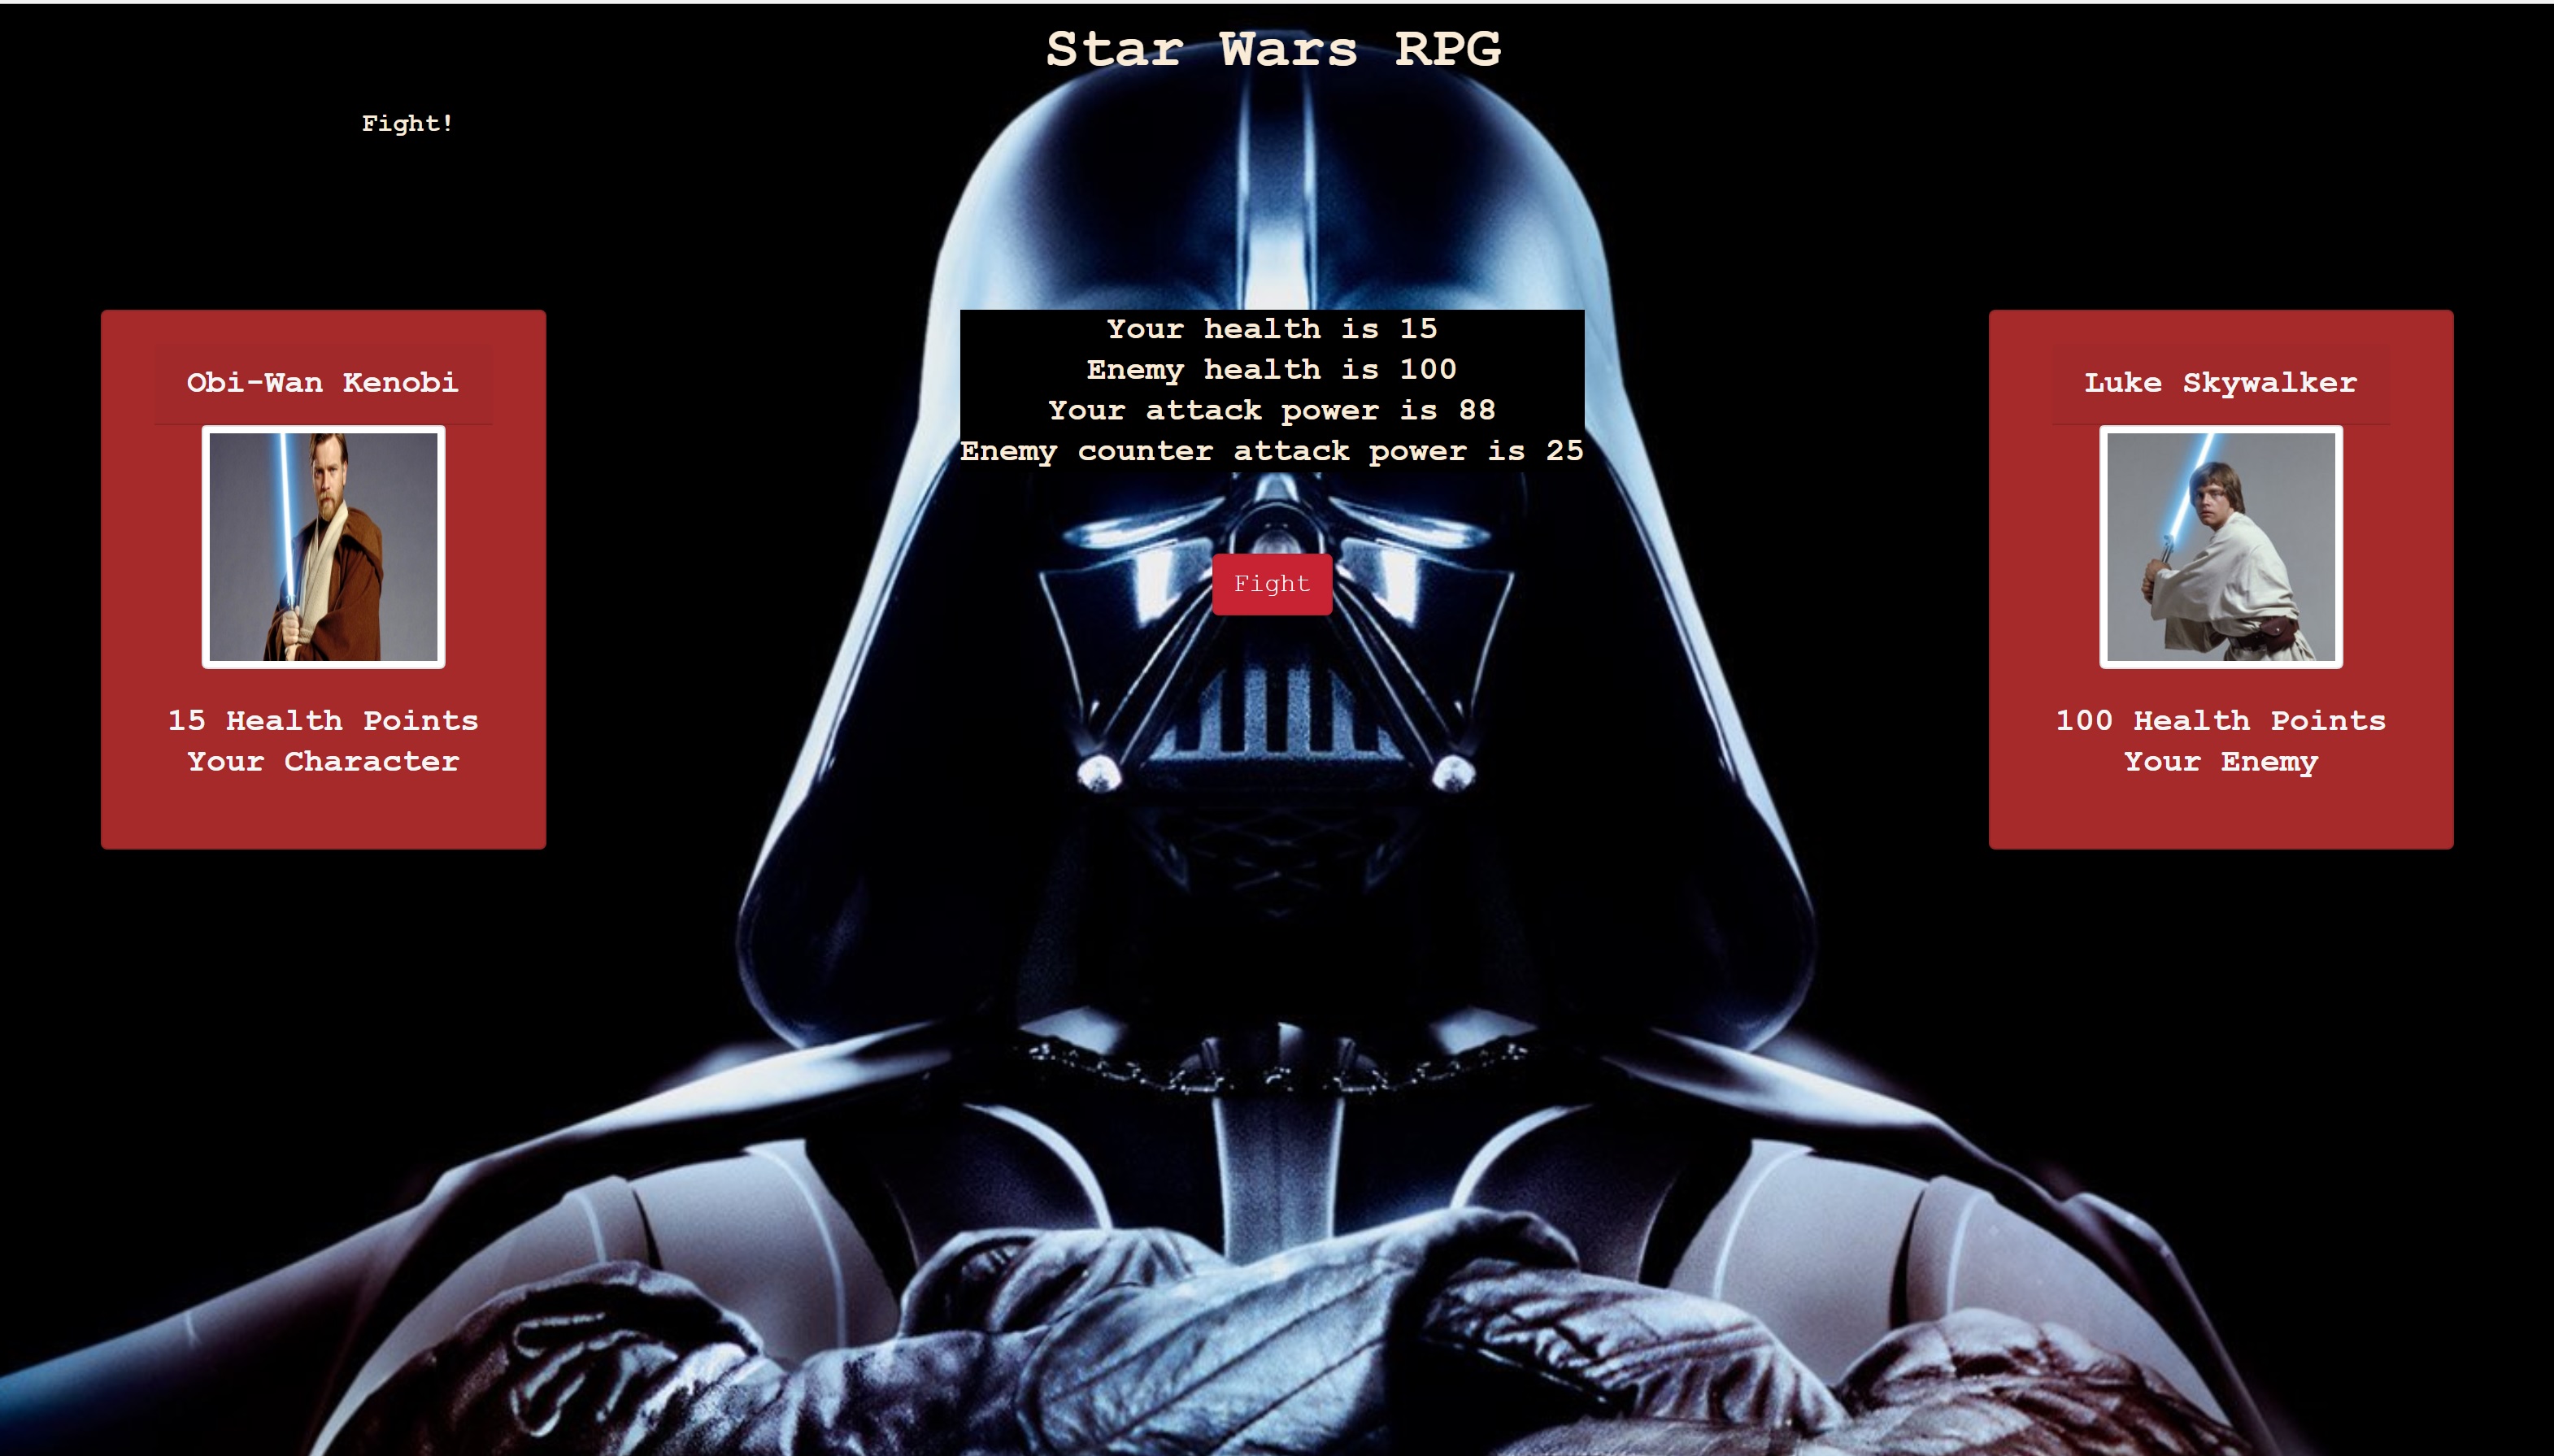 Star Wars RPG
Fight!
Obi-Wan Kenobi
15 Health Points
Your Character
Your health is 15
Enemy health is 100
Your attack power is 88
Enemy counter attack power is 25
Fight
Luke Skywalker
100 Health Points
Your Enemy